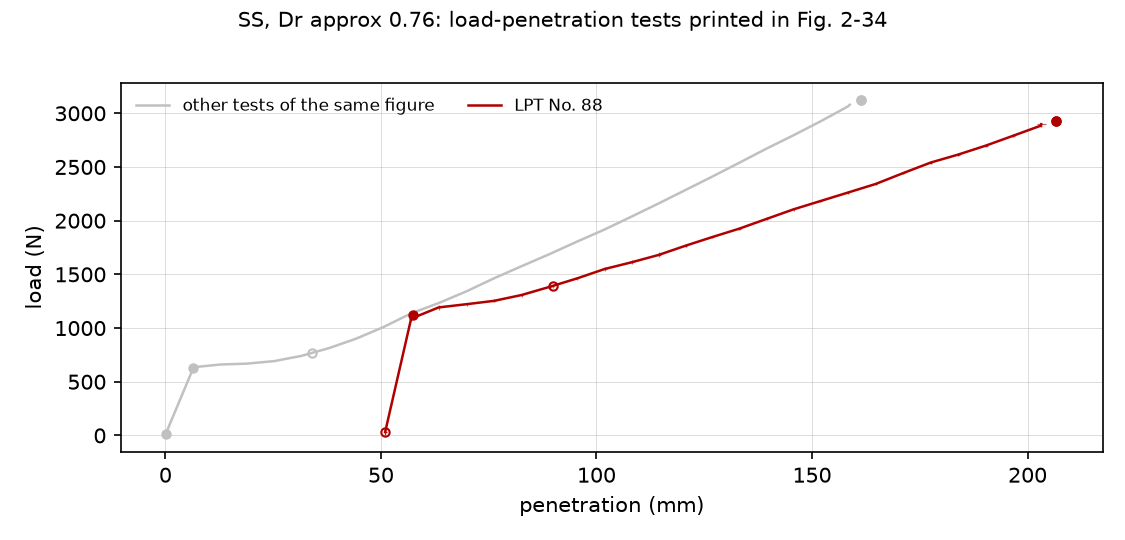 SS, Dr approx 0.76: load-penetration tests printed in Fig. 2-34
other tests of the same figure
LPT No. 88
load (N)
3000
2500
2000
1500
1000
500
0
0
50
100
150
200
penetration (mm)